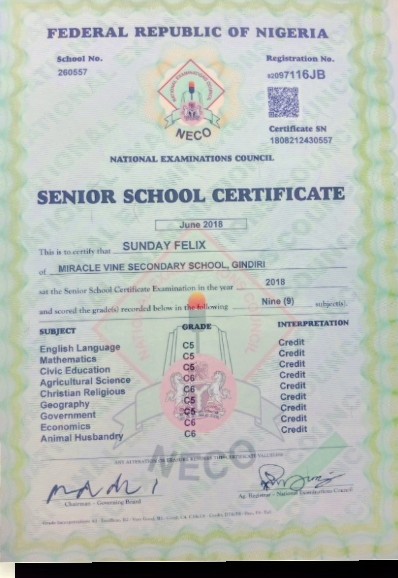 FEDERAL REPUBLIC OF NIGERIA
School No.
260557
Registration No.
97116JB
NECO
Certificate SN
1808212430557
NATIONAL EXAMINATIONS COUNCIL
SENIOR SCHOOL CERTIFICATE
June 2018
This is to certify that SUNDAY FELIX
of MIRACLE VINE SECONDARY SCHOOL, GINDIRI
sat the Senior School Certificate Examination in the year 2018
and scored the grade(s) recorded below in the following Nine (9) subject(s).
SUBJECT GRADE INTERPRETATION
English Language C5 Credit
Mathematics C5 Credit
Civic Education C5 Credit
Agricultural Science C6 Credit
Christian Religious C6 Credit
Geography C5 Credit
Government C6 Credit
Economics C6 Credit
Animal Husbandry C6 Credit
NECO
Chairman - Governing Board
Ag. Registrar - National Examinations Council